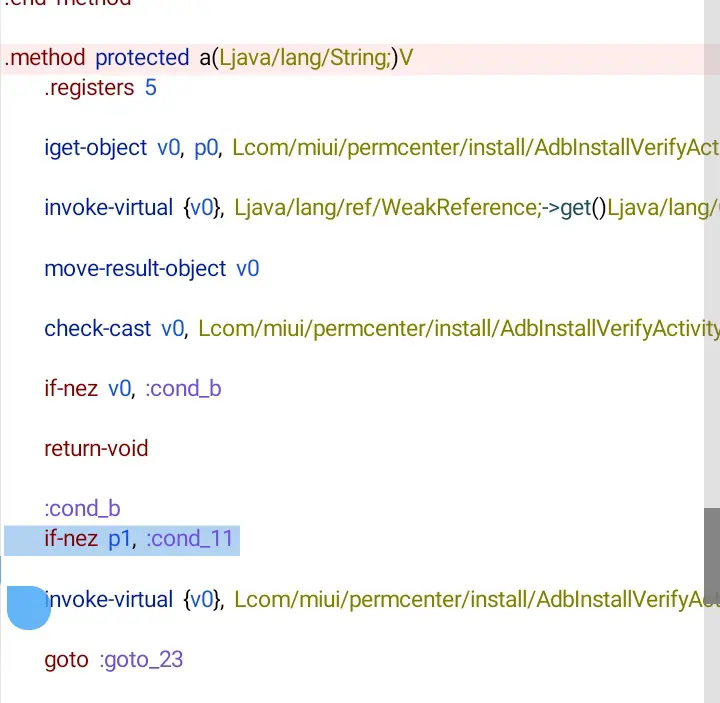 .end method
.method protected a(Ljava/lang/String;)V
.registers 5
iget-object v0, p0, Lcom/miui/permcenter/install/AdbInstallVerifyAct
invoke-virtual {v0}, Ljava/lang/ref/WeakReference;->get()Ljava/lang/
move-result-object v0
check-cast v0, Lcom/miui/permcenter/install/AdbInstallVerifyActivity
if-nez v0, :cond_b
return-void
:cond_b
if-nez p1, :cond_11
invoke-virtual {v0}, Lcom/miui/permcenter/install/AdbInstallVerifyAct
goto :goto_23